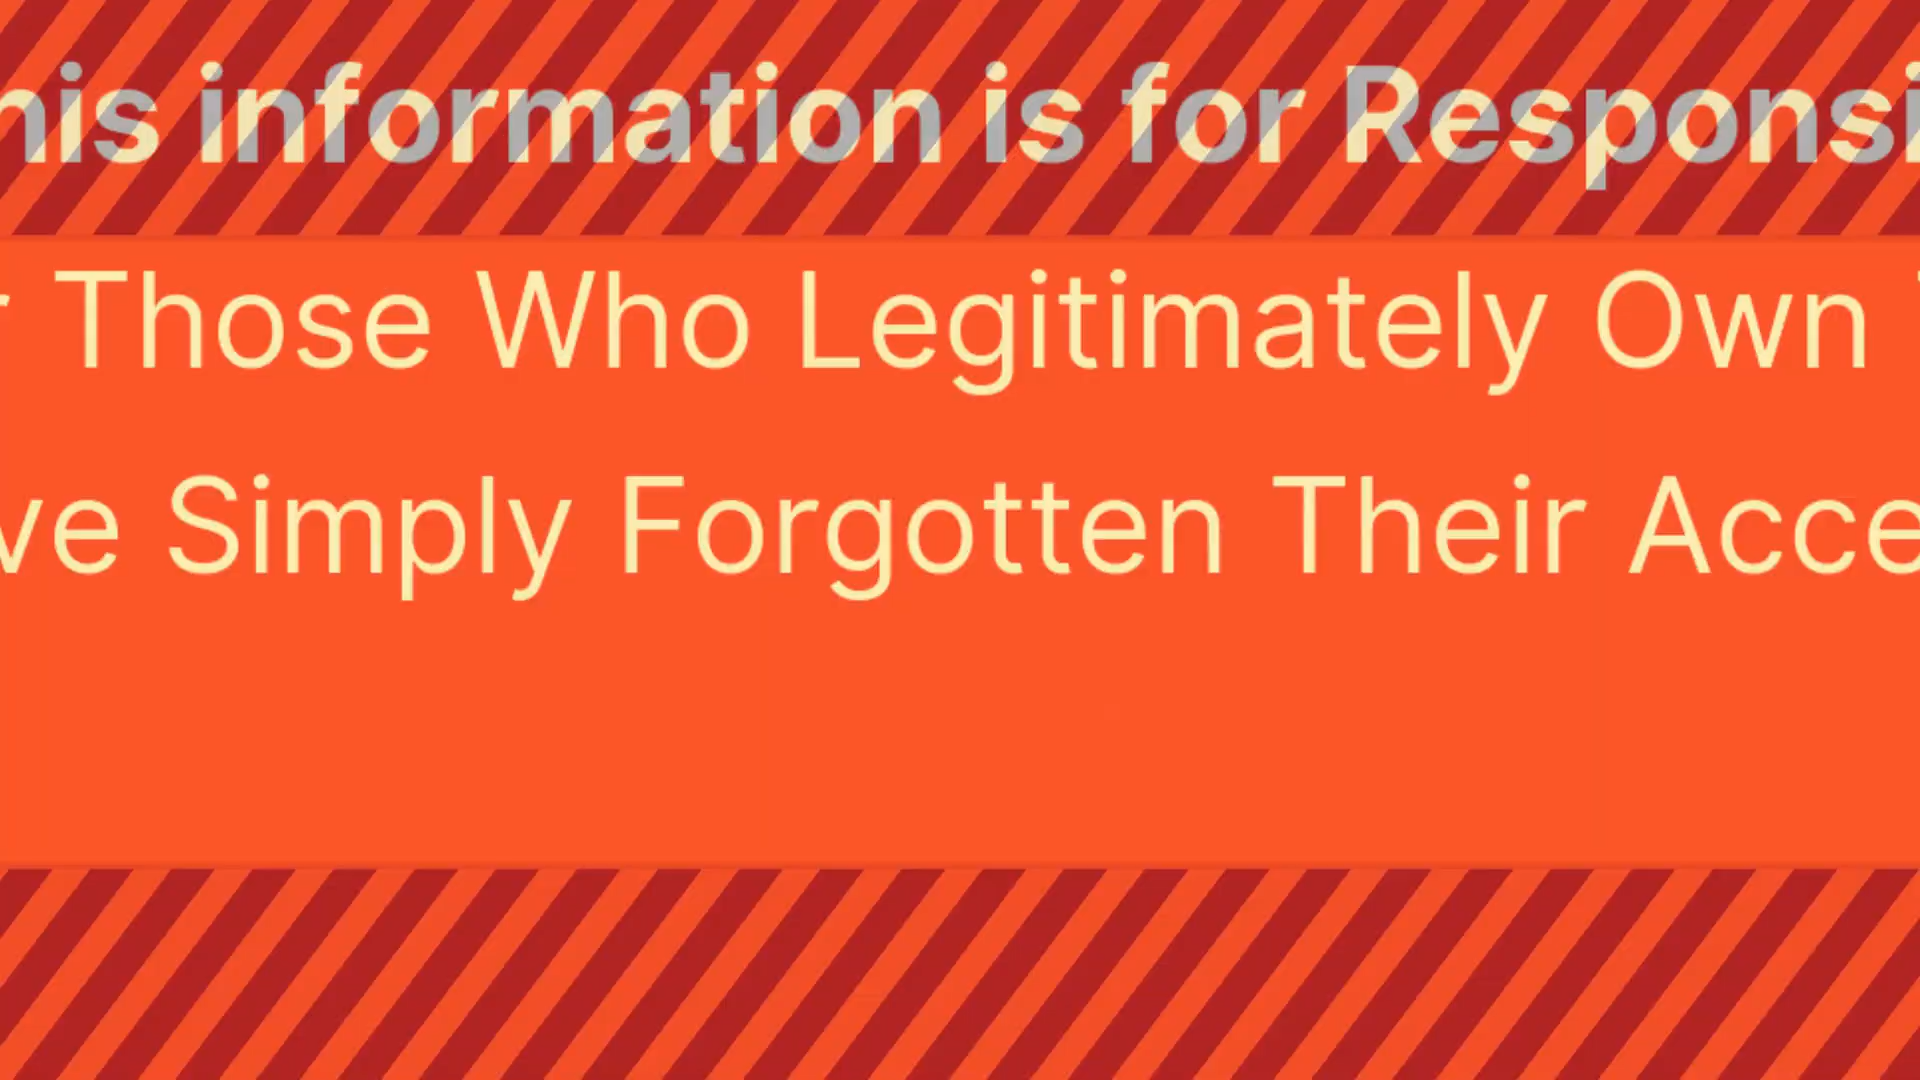 his information is for Responsi
Those Who Legitimately Own
ve Simply Forgotten Their Acce